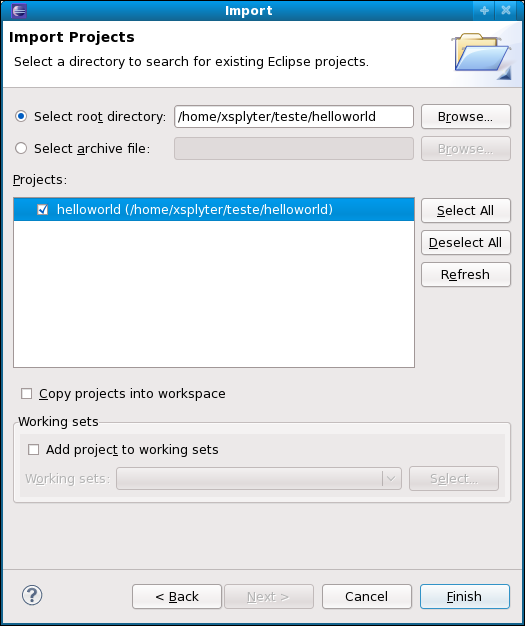 Import
Import Projects
Select a directory to search for existing Eclipse projects.
Select root directory: /home/xsplyter/teste/helloworld Browse...
Select archive file: Browse...
Projects:
helloworld (/home/xsplyter/teste/helloworld)
Select All
Deselect All
Refresh
Copy projects into workspace
Working sets
Add project to working sets
Working sets: Select...
? < Back Next > Cancel Finish